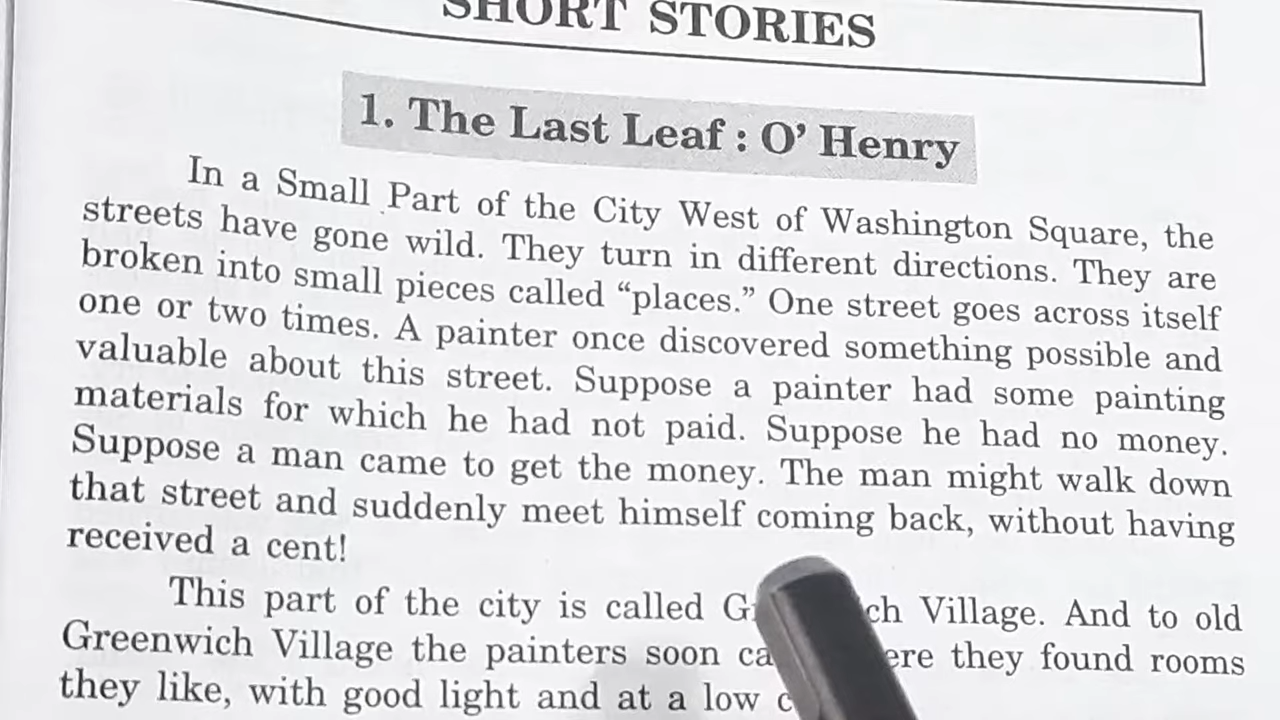 SHORT STORIES
1. The Last Leaf : O' Henry
In a Small Part of the City West of Washington Square, the
streets have gone wild. They turn in different directions. They are
broken into small pieces called “places.” One street goes across itself
one or two times. A painter once discovered something possible and
valuable about this street. Suppose a painter had some painting
materials for which he had not paid. Suppose he had no money.
Suppose a man came to get the money. The man might walk down
that street and suddenly meet himself coming back, without having
received a cent!
This part of the city is called Village. And to old
Greenwich Village the painters soon they found rooms
they like, with good light and at a low